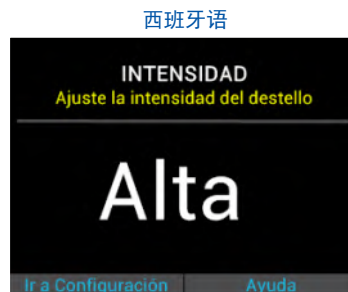 西班牙语
INTENSIDAD
Ajuste la intensidad del destello
Alta
Ir a Configuración
Ayuda